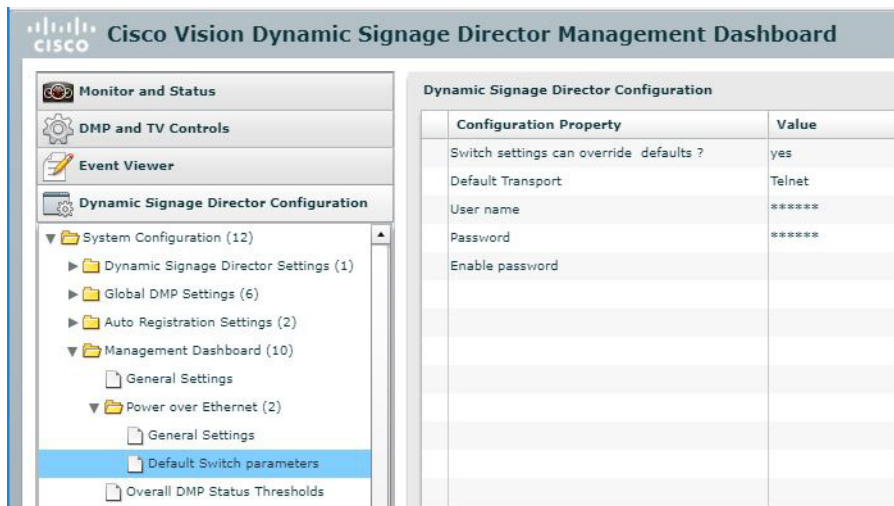 CISCO
Cisco Vision Dynamic Signage Director Management Dashboard
Monitor and Status
DMP and TV Controls
Event Viewer
Dynamic Signage Director Configuration
System Configuration (12)
Dynamic Signage Director Settings (1)
Global DMP Settings (6)
Auto Registration Settings (2)
Management Dashboard (10)
General Settings
Power over Ethernet (2)
General Settings
Default Switch parameters
Overall DMP Status Thresholds
Dynamic Signage Director Configuration
Configuration Property Value
Switch settings can override defaults ? yes
Default Transport Telnet
User name ******
Password ******
Enable password